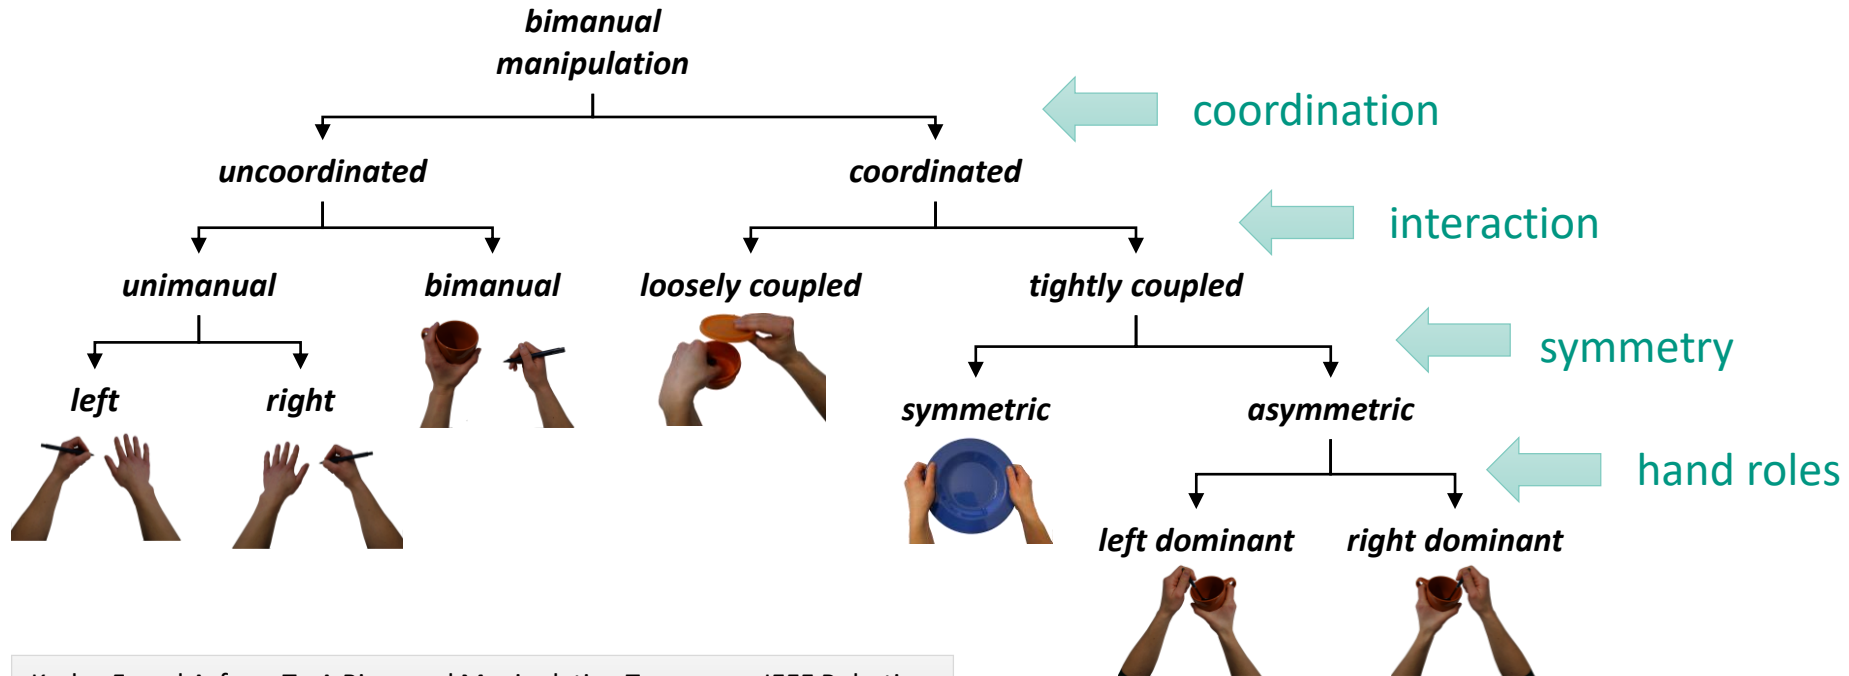 bimanual
manipulation
coordination
uncoordinated
coordinated
interaction
unimanual
bimanual
loosely coupled
tightly coupled
symmetry
left
right
symmetric
asymmetric
hand roles
left dominant
right dominant